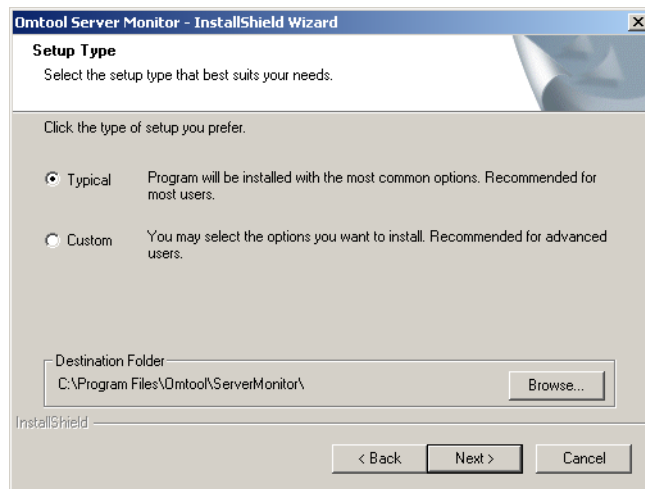 Omtool Server Monitor - InstallShield Wizard
Setup Type
Select the setup type that best suits your needs.
Click the type of setup you prefer.
Typical
Program will be installed with the most common options. Recommended for
most users.
Custom
You may select the options you want to install. Recommended for advanced
users.
Destination Folder
C:\Program Files\Omtool\ServerMonitor\
Browse...
InstallShield
< Back
Next >
Cancel